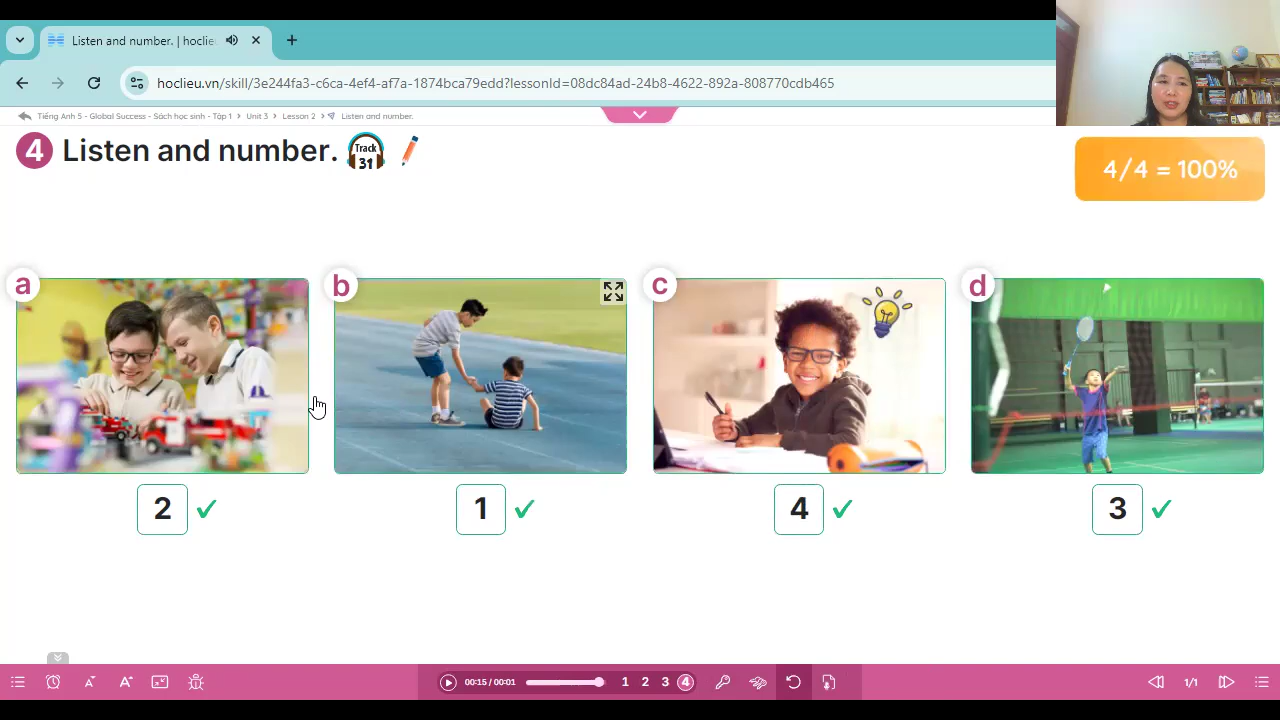 Listen and number. | hoclie
hoclieu.vn/skill/3e244fa3-c6ca-4ef4-af7a-1874bca79edd?lessonId=08dc84ad-24b8-4622-892a-808770cdb465
Tiếng Anh 5 - Global Success - Sách học sinh - Tập 1 > Unit 3 > Lesson 2 > Listen and number.
4 Listen and number. Track 31
4/4 = 100%
a b c d
2 1 4 3
A A 00:15 / 00:01 1 2 3 4 1/1